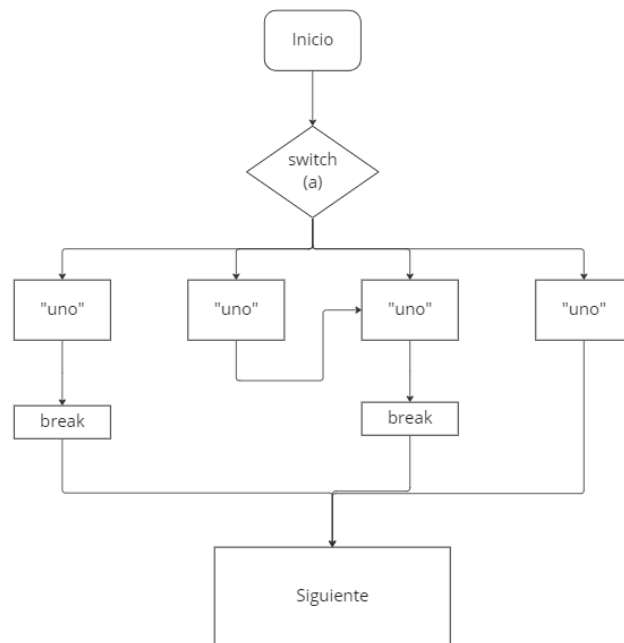 Inicio
switch
(a)
"uno"
"uno"
"uno"
"uno"
break
break
Siguiente